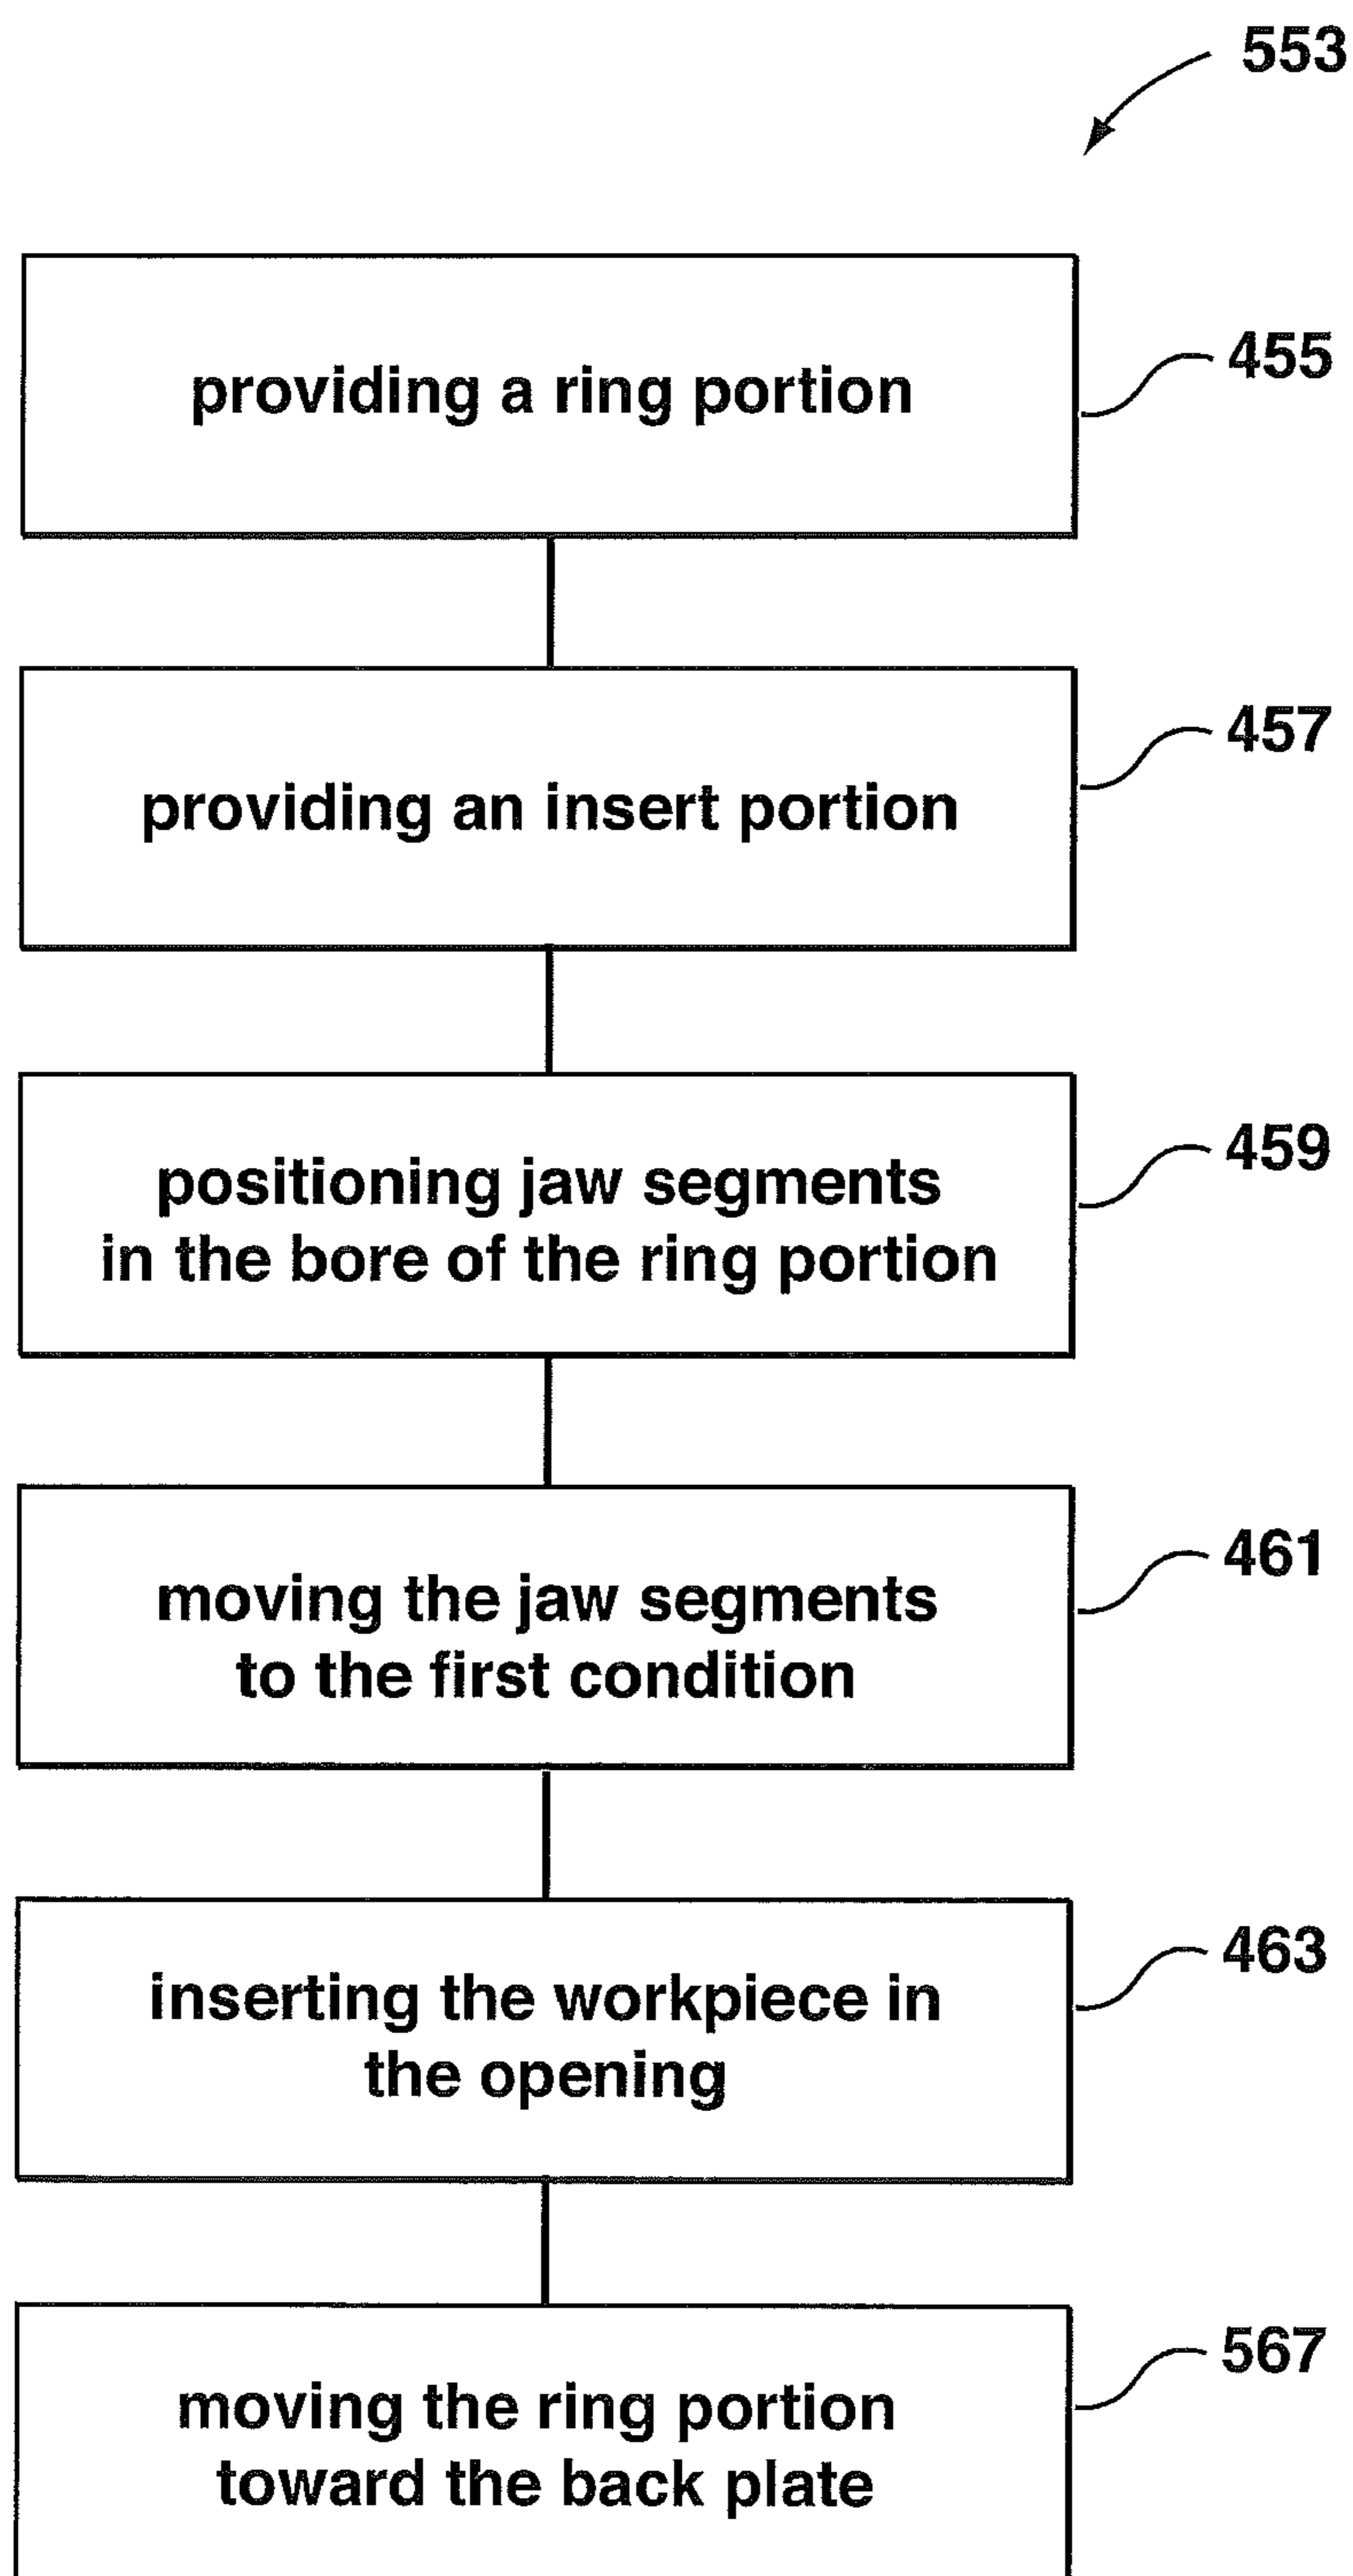 553
providing a ring portion
455
providing an insert portion
457
positioning jaw segments
in the bore of the ring portion
459
moving the jaw segments
to the first condition
461
inserting the workpiece in
the opening
463
moving the ring portion
toward the back plate
567